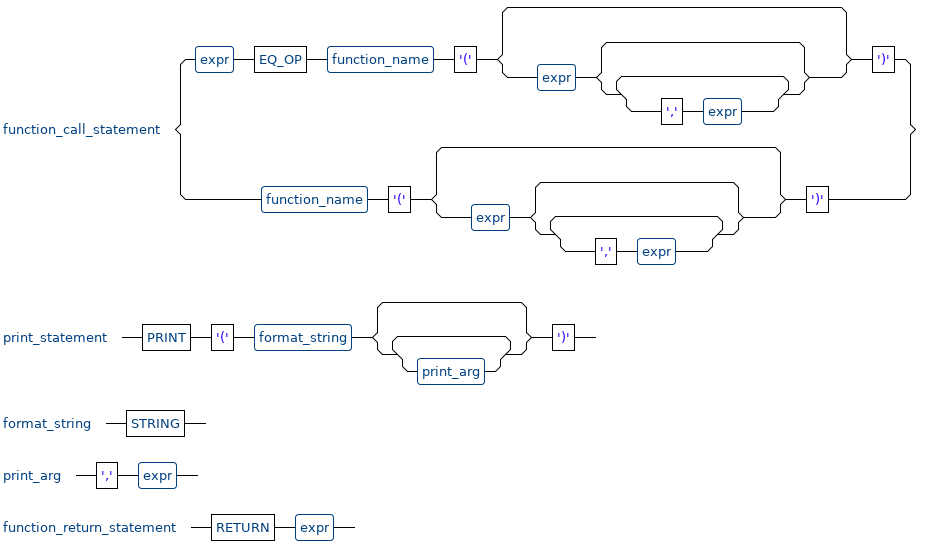 expr EQ_OP function_name '(' ')'
expr
',' expr
function_call_statement
function_name '(' ')'
expr
',' expr
print_statement PRINT '(' format_string ')'
print_arg
format_string STRING
print_arg ',' expr
function_return_statement RETURN expr